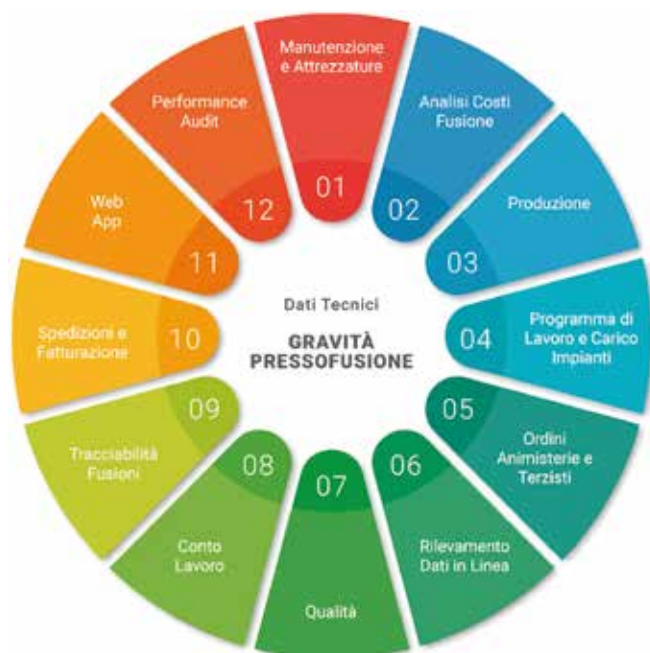 Manutenzione
e Attrezzature
01
Analisi Costi
Fusione
02
Produzione
03
Programma di
Lavoro e Carico
Impianti
04
Ordini
Animisterie e
Terzisti
05
Rilevamento
Dati in Linea
06
Qualità
07
Conto
Lavoro
08
Tracciabilità
Fusioni
09
Spedizioni e
Fatturazione
10
Web
App
11
Performance
Audit
12
Dati Tecnici
GRAVITÀ
PRESSOFUSIONE